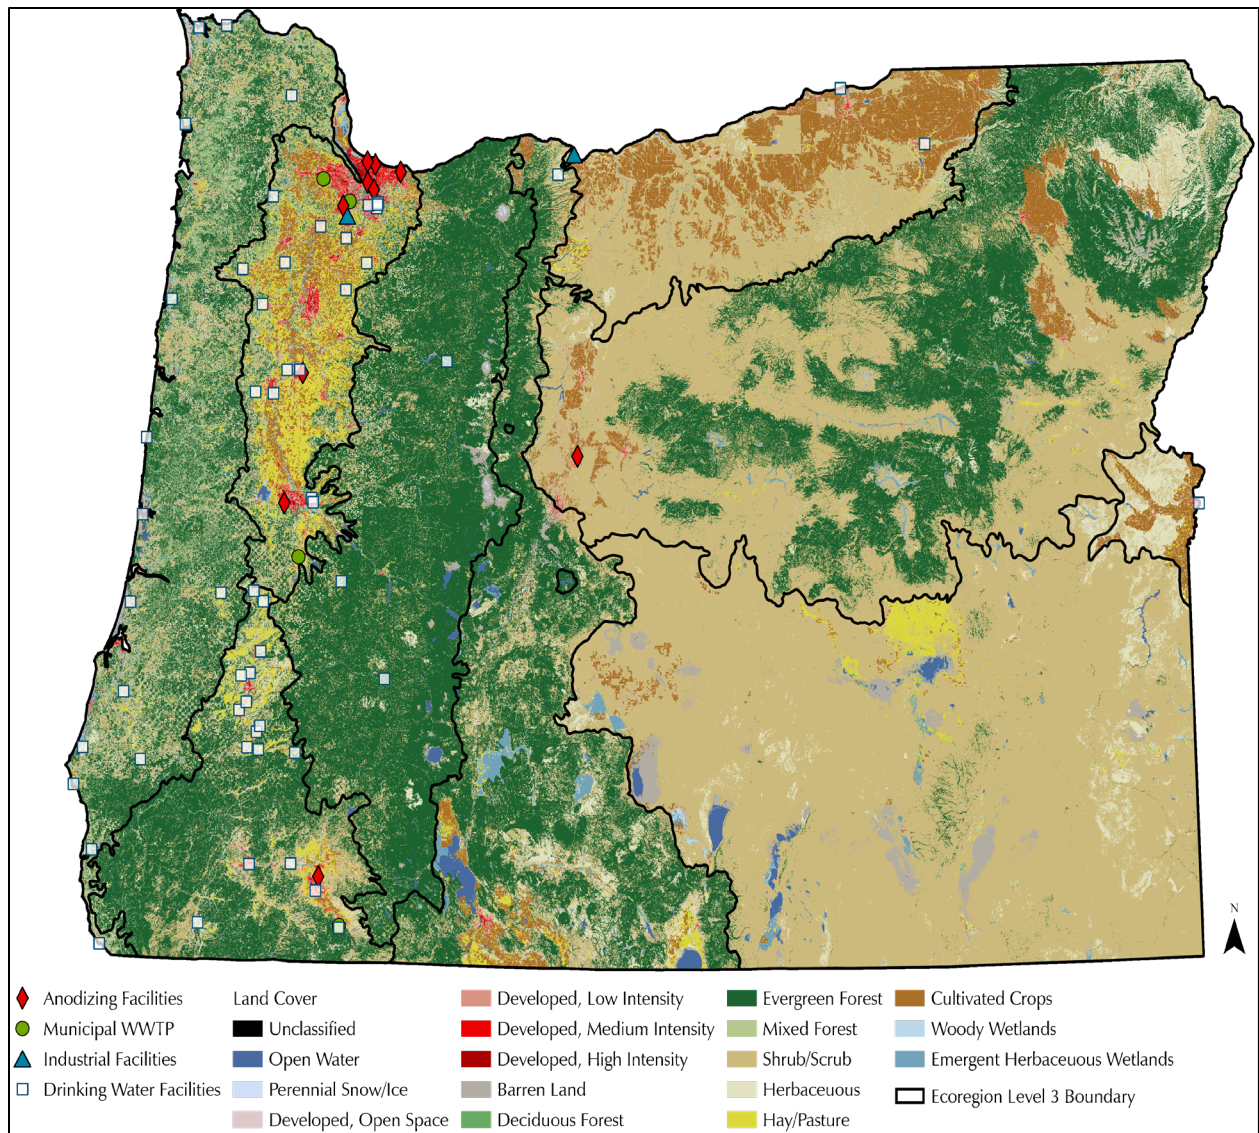 N
Anodizing Facilities
Municipal WWTP
Industrial Facilities
Drinking Water Facilities
Land Cover
Unclassified
Open Water
Perennial Snow/Ice
Developed, Open Space
Developed, Low Intensity
Developed, Medium Intensity
Developed, High Intensity
Barren Land
Deciduous Forest
Evergreen Forest
Mixed Forest
Shrub/Scrub
Herbaceuous
Hay/Pasture
Cultivated Crops
Woody Wetlands
Emergent Herbaceuous Wetlands
Ecoregion Level 3 Boundary